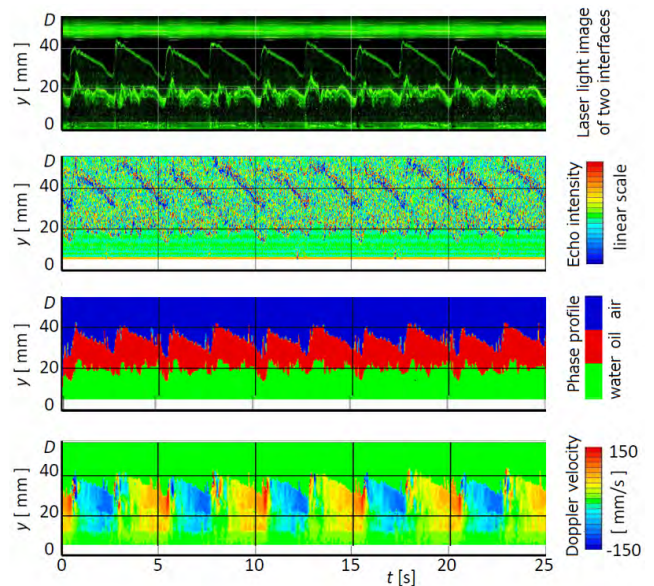 D
40
20
0
y [ mm ]
Laser light image
of two interfaces
D
40
20
0
y [ mm ]
Echo intensity
linear scale
D
40
20
0
y [ mm ]
Phase profile
water oil air
D
40
20
0
y [ mm ]
Doppler velocity
150
[ mm/s ]
-150
0 5 10 15 20 25
t [s]